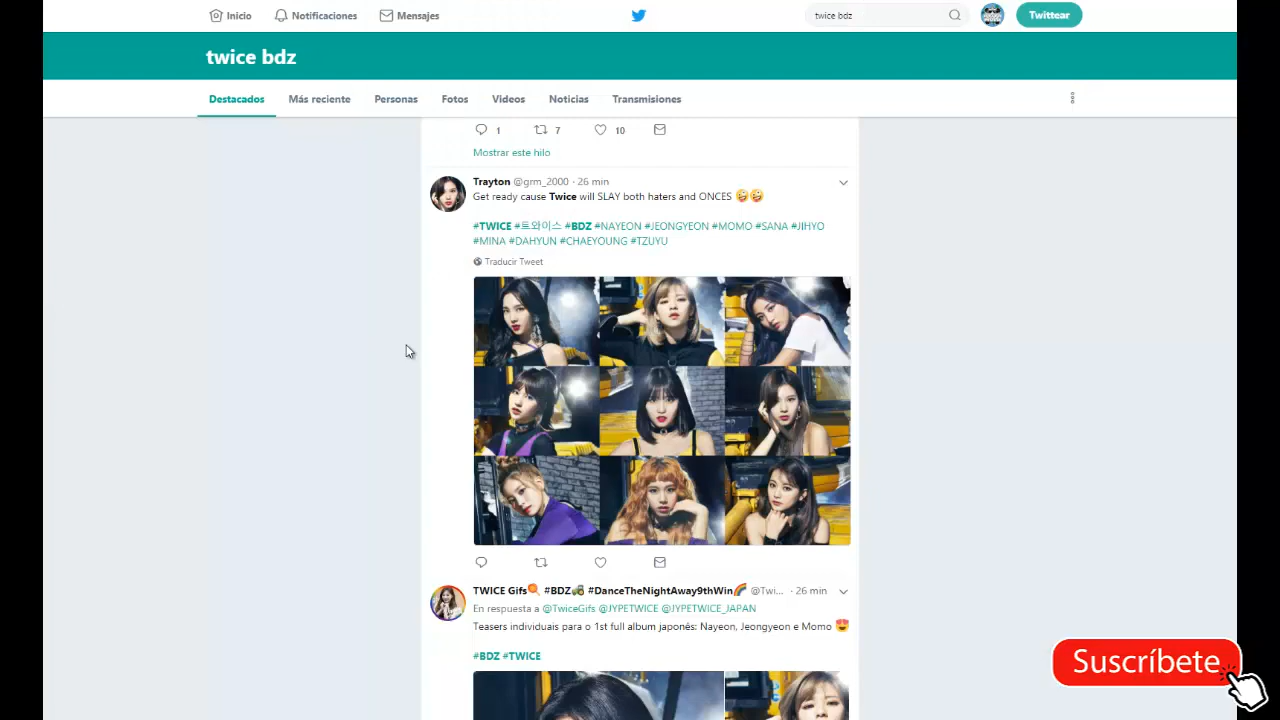 Inicio
Notificaciones
Mensajes
twice bdz
Twittear
twice bdz
Destacados
Más reciente
Personas
Fotos
Videos
Noticias
Transmisiones
1 7 10
Mostrar este hilo
Trayton @grm_2000 · 26 min
Get ready cause Twice will SLAY both haters and ONCES 🤪🤪
#TWICE #트와이스 #BDZ #NAYEON #JEONGYEON #MOMO #SANA #JIHYO
#MINA #DAHYUN #CHAEYOUNG #TZUYU
Traducir Tweet
TWICE Gifs🍭 #BDZ🚜 #DanceTheNightAway9thWin🌈 @Twi... · 26 min
En respuesta a @TwiceGifs @JYPETWICE @JYPETWICE_JAPAN
Teasers individuais para o 1st full album japonês: Nayeon, Jeongyeon e Momo 😍
#BDZ #TWICE
Suscríbete